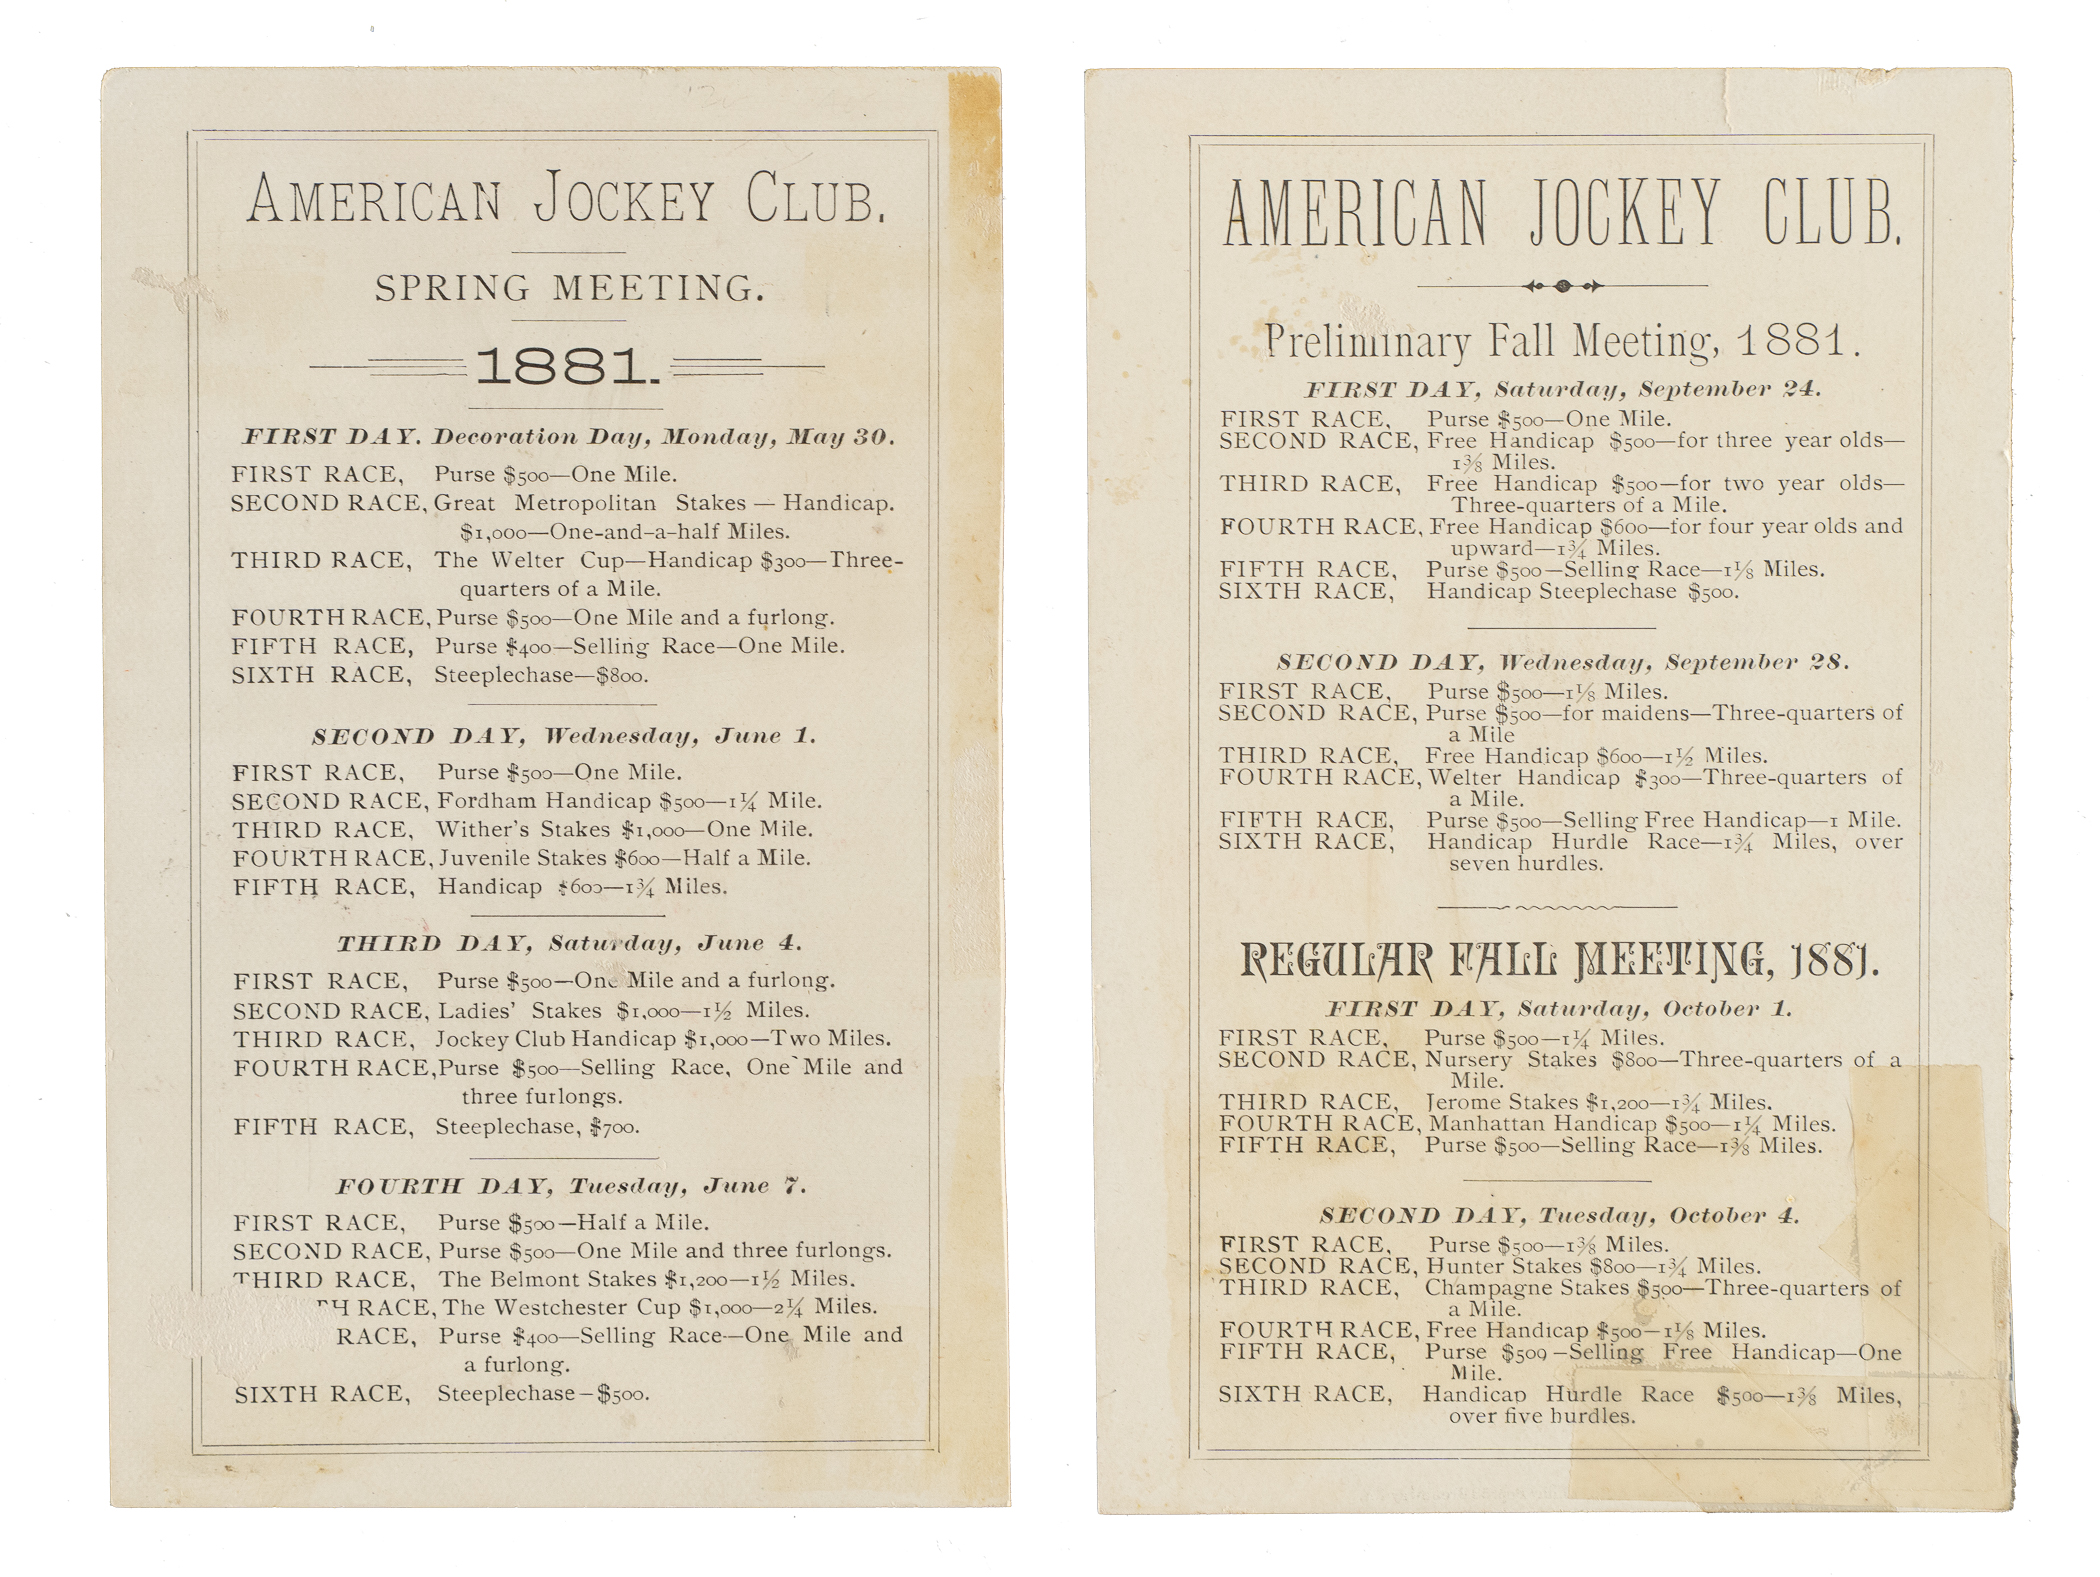 AMERICAN JOCKEY CLUB.
SPRING MEETING.
1881.
FIRST DAY. Decoration Day, Monday, May 30.
FIRST RACE, Purse $500—One Mile.
SECOND RACE, Great Metropolitan Stakes — Handicap.
$1,000—One-and-a-half Miles.
THIRD RACE, The Welter Cup—Handicap $300—Three-
quarters of a Mile.
FOURTH RACE, Purse $500—One Mile and a furlong.
FIFTH RACE, Purse $400—Selling Race—One Mile.
SIXTH RACE, Steeplechase—$800.
SECOND DAY, Wednesday, June 1.
FIRST RACE, Purse $500—One Mile.
SECOND RACE, Fordham Handicap $500—1¼ Mile.
THIRD RACE, Wither's Stakes $1,000—One Mile.
FOURTH RACE, Juvenile Stakes $600—Half a Mile.
FIFTH RACE, Handicap $600—1¾ Miles.
THIRD DAY, Saturday, June 4.
FIRST RACE, Purse $500—One Mile and a furlong.
SECOND RACE, Ladies' Stakes $1,000—1½ Miles.
THIRD RACE, Jockey Club Handicap $1,000—Two Miles.
FOURTH RACE, Purse $500—Selling Race, One Mile and
three furlongs.
FIFTH RACE, Steeplechase, $700.
FOURTH DAY, Tuesday, June 7.
FIRST RACE, Purse $500—Half a Mile.
SECOND RACE, Purse $500—One Mile and three furlongs.
THIRD RACE, The Belmont Stakes $1,200—1½ Miles.
TH RACE, The Westchester Cup $1,000—2¼ Miles.
RACE, Purse $400—Selling Race—One Mile and
a furlong.
SIXTH RACE, Steeplechase—$500.
AMERICAN JOCKEY CLUB.
Preliminary Fall Meeting, 1881.
FIRST DAY, Saturday, September 24.
FIRST RACE, Purse $500—One Mile.
SECOND RACE, Free Handicap $500—for three year olds—
1⅜ Miles.
THIRD RACE, Free Handicap $500—for two year olds—
Three-quarters of a Mile.
FOURTH RACE, Free Handicap $600—for four year olds and
upward—1¾ Miles.
FIFTH RACE, Purse $500—Selling Race—1⅛ Miles.
SIXTH RACE, Handicap Steeplechase $500.
SECOND DAY, Wednesday, September 28.
FIRST RACE, Purse $500—1⅛ Miles.
SECOND RACE, Purse $500—for maidens—Three-quarters of
a Mile
THIRD RACE, Free Handicap $600—1½ Miles.
FOURTH RACE, Welter Handicap $300—Three-quarters of
a Mile.
FIFTH RACE, Purse $500—Selling Free Handicap—1 Mile.
SIXTH RACE, Handicap Hurdle Race—1¾ Miles, over
seven hurdles.
REGULAR FALL MEETING, 1881.
FIRST DAY, Saturday, October 1.
FIRST RACE, Purse $500—1¼ Miles.
SECOND RACE, Nursery Stakes $800—Three-quarters of a
Mile.
THIRD RACE, Jerome Stakes $1,200—1¾ Miles.
FOURTH RACE, Manhattan Handicap $500—1¼ Miles.
FIFTH RACE, Purse $500—Selling Race—1⅜ Miles.
SECOND DAY, Tuesday, October 4.
FIRST RACE, Purse $500—1⅜ Miles.
SECOND RACE, Hunter Stakes $800—1¾ Miles.
THIRD RACE, Champagne Stakes $500—Three-quarters of
a Mile.
FOURTH RACE, Free Handicap $500—1⅛ Miles.
FIFTH RACE, Purse $500—Selling Free Handicap—One
Mile.
SIXTH RACE, Handicap Hurdle Race $500—1⅜ Miles,
over five hurdles.